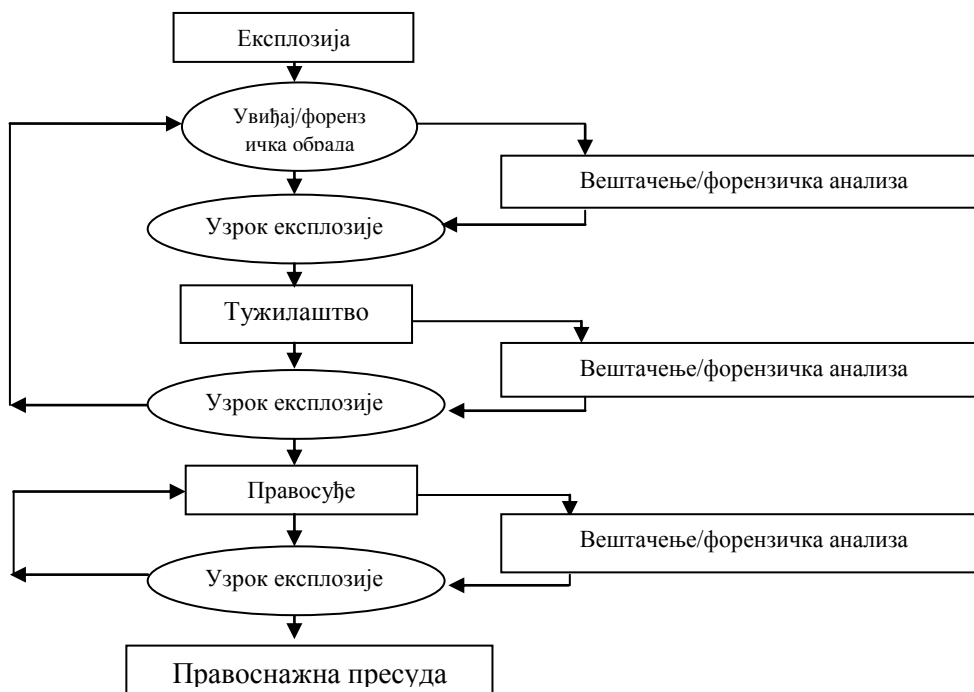 Експлозија
Увиђај/форенз
ичка обрада
Вештачење/форензичка анализа
Узрок експлозије
Тужилаштво
Вештачење/форензичка анализа
Узрок експлозије
Правосуђе
Вештачење/форензичка анализа
Узрок експлозије
Правоснажна пресуда